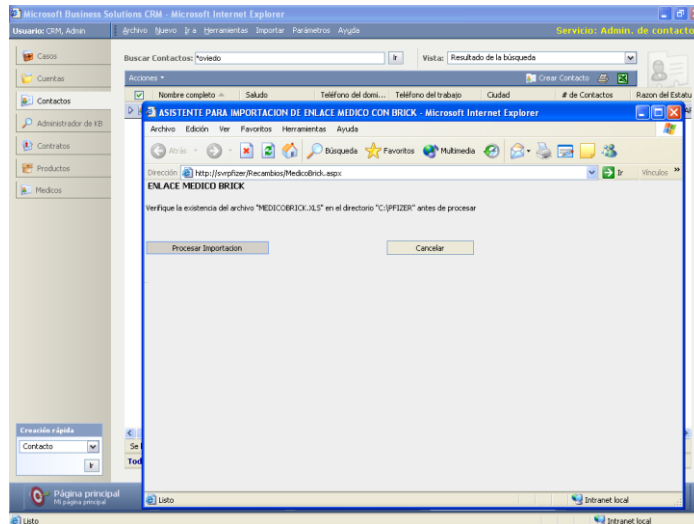 Microsoft Business Solutions CRM - Microsoft Internet Explorer
Usuario: CRM, Admin
Archivo Nuevo Ir a Herramientas Importar Parámetros Ayuda
Servicio: Admin. de contacto
Casos
Cuentas
Contactos
Administrador de KB
Contratos
Productos
Medicos
Buscar Contactos: *oviedo
Ir
Vista: Resultado de la búsqueda
Acciones
Crear Contacto
Nombre completo Saludo Teléfono del domi... Teléfono del trabajo Ciudad # de Contactos Razon del Estatu
ASISTENTE PARA IMPORTACION DE ENLACE MEDICO CON BRICK - Microsoft Internet Explorer
Archivo Edición Ver Favoritos Herramientas Ayuda
Atrás Búsqueda Favoritos Multimedia
Dirección http://svrpfizer/Recambios/MedicoBrick.aspx Ir Vínculos »
ENLACE MEDICO BRICK
Verifique la existencia del archivo "MEDICOBRICK.XLS" en el directorio "C:\PFIZER" antes de procesar
Procesar Importacion
Cancelar
Creación rápida
Contacto
Ir
Se
Tod
Página principal
Mi página principal
Listo
Intranet local
Listo
Intranet local